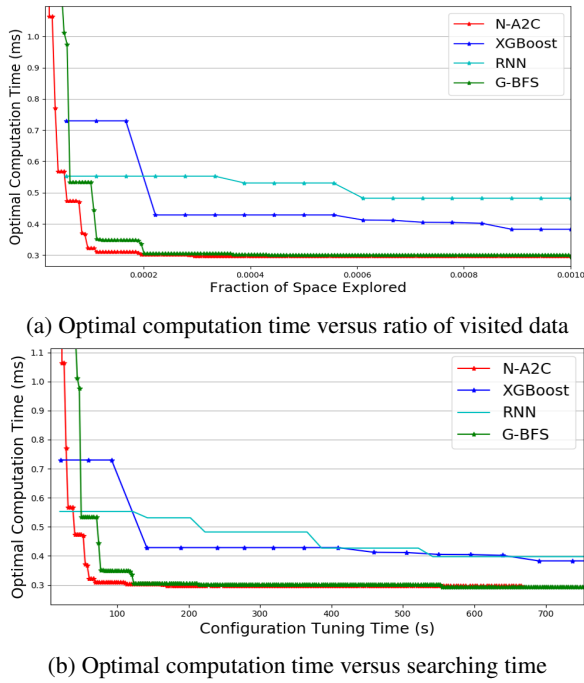 Optimal Computation Time (ms)
1.0
0.9
0.8
0.7
0.6
0.5
0.4
0.3
N-A2C
XGBoost
RNN
G-BFS
0.0002
0.0004
0.0006
0.0008
0.0010
Fraction of Space Explored
(a) Optimal computation time versus ratio of visited data
Optimal Computation Time (ms)
1.1
1.0
0.9
0.8
0.7
0.6
0.5
0.4
0.3
N-A2C
XGBoost
RNN
G-BFS
100
200
300
400
500
600
700
Configuration Tuning Time (s)
(b) Optimal computation time versus searching time